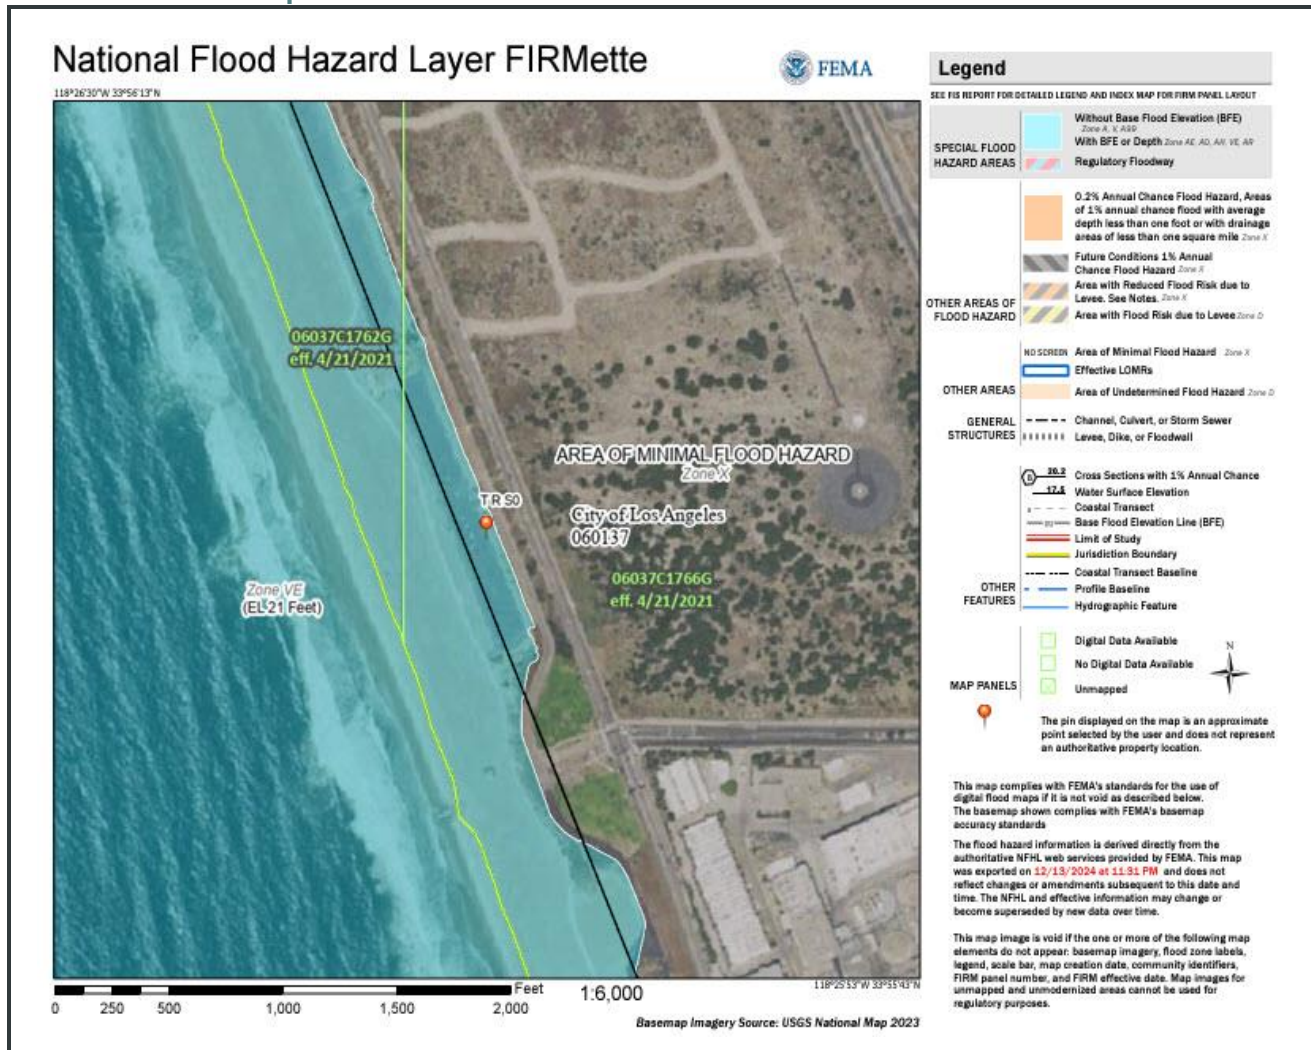 National Flood Hazard Layer FIRMette
FEMA
118°26'30"W 33°56'13"N
06037C1762G
eff. 4/21/2021
AREA OF MINIMAL FLOOD HAZARD
Zone X
T R S0
City of Los Angeles
060137
06037C1766G
eff. 4/21/2021
Zone VE
(EL 21 Feet)
118°25'53"W 33°55'43"N
Feet
1:6,000
0 250 500 1,000 1,500 2,000
Basemap Imagery Source: USGS National Map 2023
Legend
SEE FIS REPORT FOR DETAILED LEGEND AND INDEX MAP FOR FIRM PANEL LAYOUT
SPECIAL FLOOD
HAZARD AREAS
Without Base Flood Elevation (BFE)
Zone A, V, A99
With BFE or Depth Zone AE, AO, AH, VE, AR
Regulatory Floodway
0.2% Annual Chance Flood Hazard, Areas
of 1% annual chance flood with average
depth less than one foot or with drainage
areas of less than one square mile Zone X
Future Conditions 1% Annual
Chance Flood Hazard Zone X
OTHER AREAS OF
FLOOD HAZARD
Area with Reduced Flood Risk due to
Levee. See Notes. Zone X
Area with Flood Risk due to Levee Zone D
NO SCREEN Area of Minimal Flood Hazard Zone X
Effective LOMRs
OTHER AREAS
Area of Undetermined Flood Hazard Zone D
GENERAL
STRUCTURES
Channel, Culvert, or Storm Sewer
Levee, Dike, or Floodwall
B 20.2 Cross Sections with 1% Annual Chance
17.5 Water Surface Elevation
8 Coastal Transect
513 Base Flood Elevation Line (BFE)
Limit of Study
Jurisdiction Boundary
Coastal Transect Baseline
OTHER
FEATURES
Profile Baseline
Hydrographic Feature
Digital Data Available
No Digital Data Available
N
MAP PANELS
Unmapped
The pin displayed on the map is an approximate
point selected by the user and does not represent
an authoritative property location.
This map complies with FEMA's standards for the use of
digital flood maps if it is not void as described below.
The basemap shown complies with FEMA's basemap
accuracy standards
The flood hazard information is derived directly from the
authoritative NFHL web services provided by FEMA. This map
was exported on 12/13/2024 at 11:31 PM and does not
reflect changes or amendments subsequent to this date and
time. The NFHL and effective information may change or
become superseded by new data over time.
This map image is void if the one or more of the following map
elements do not appear: basemap imagery, flood zone labels,
legend, scale bar, map creation date, community identifiers,
FIRM panel number, and FIRM effective date. Map images for
unmapped and unmodernized areas cannot be used for
regulatory purposes.